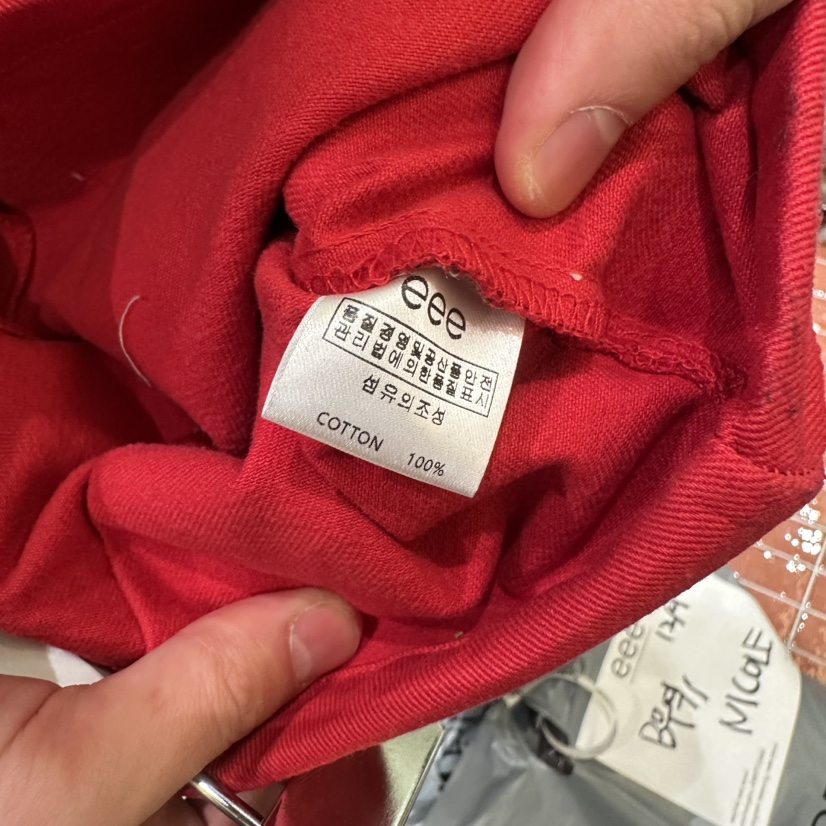 eee
품질경영및공산품안전
관리법에의한품질표시
섬유의조성
COTTON 100%
eee
NICOLE